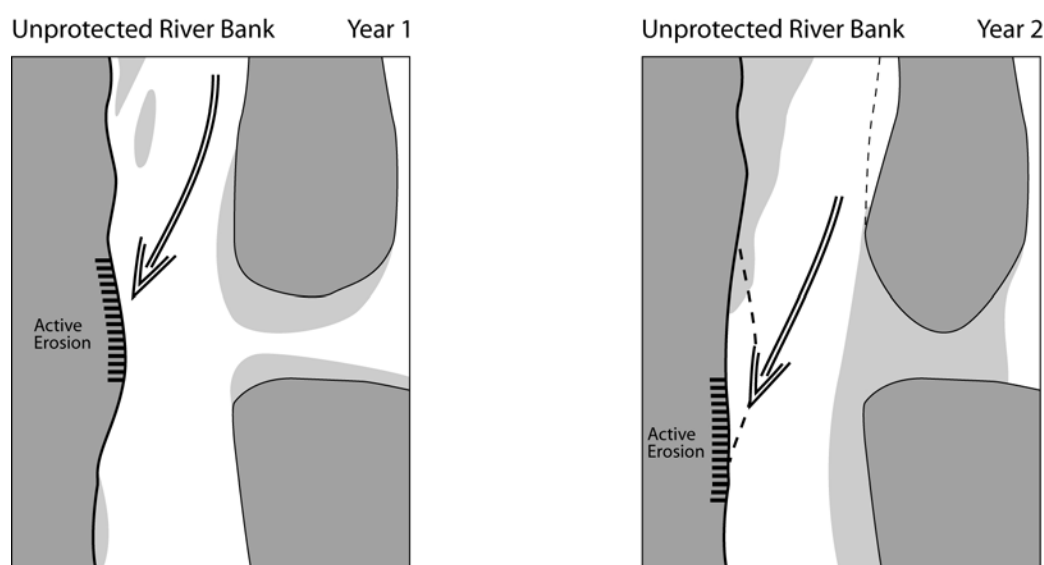 Unprotected River Bank Year 1
Active
Erosion
Unprotected River Bank Year 2
Active
Erosion